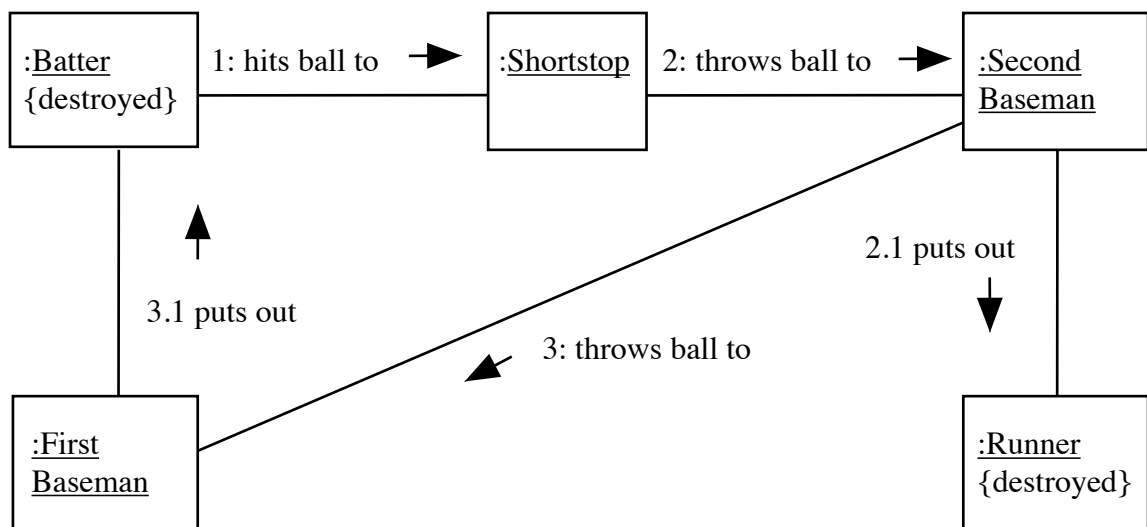 :Batter
{destroyed}
1: hits ball to
:Shortstop
2: throws ball to
:Second
Baseman
2.1 puts out
3.1 puts out
3: throws ball to
:First
Baseman
:Runner
{destroyed}